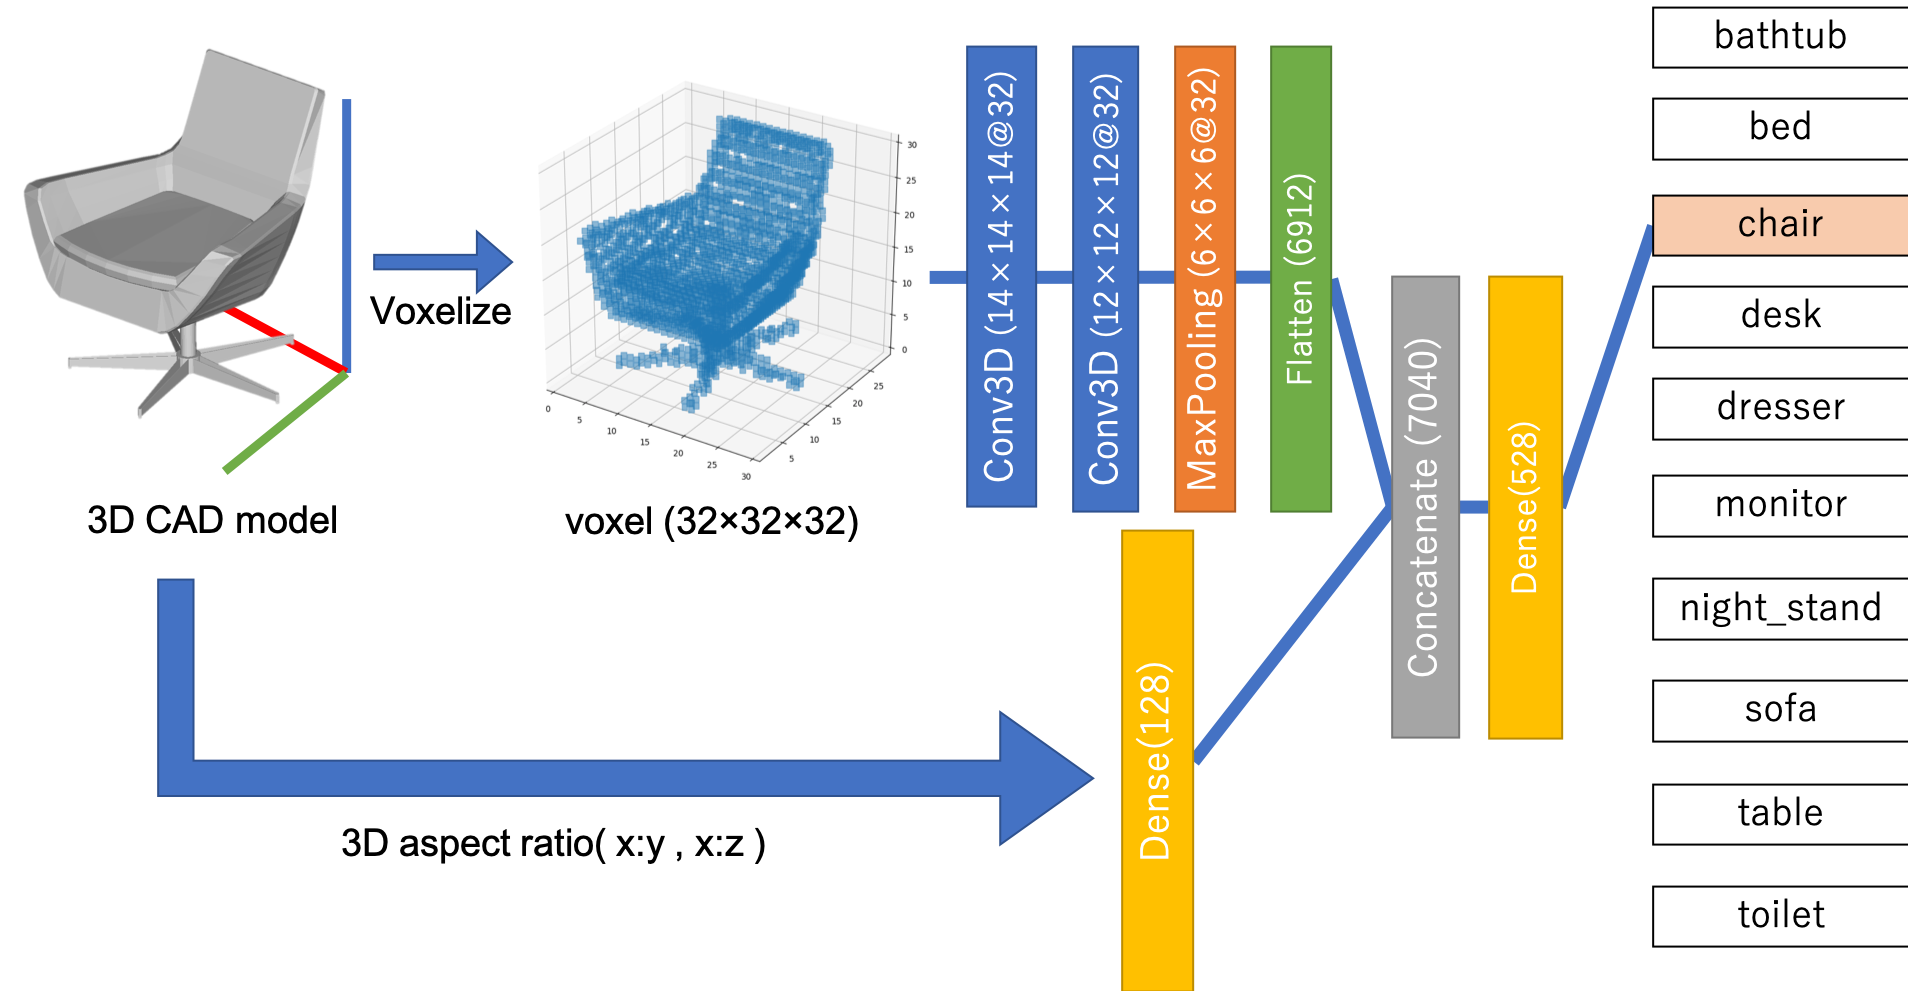 3D CAD model
Voxelize
30
25
20
15
10
5
0
0
5
10
15
20
25
30
5
10
15
20
25
voxel (32×32×32)
Conv3D (14×14×14@32)
Conv3D (12×12×12@32)
MaxPooling (6×6×6@32)
Flatten (6912)
3D aspect ratio( x:y , x:z )
Dense(128)
Concatenate (7040)
Dense(528)
bathtub
bed
chair
desk
dresser
monitor
night_stand
sofa
table
toilet